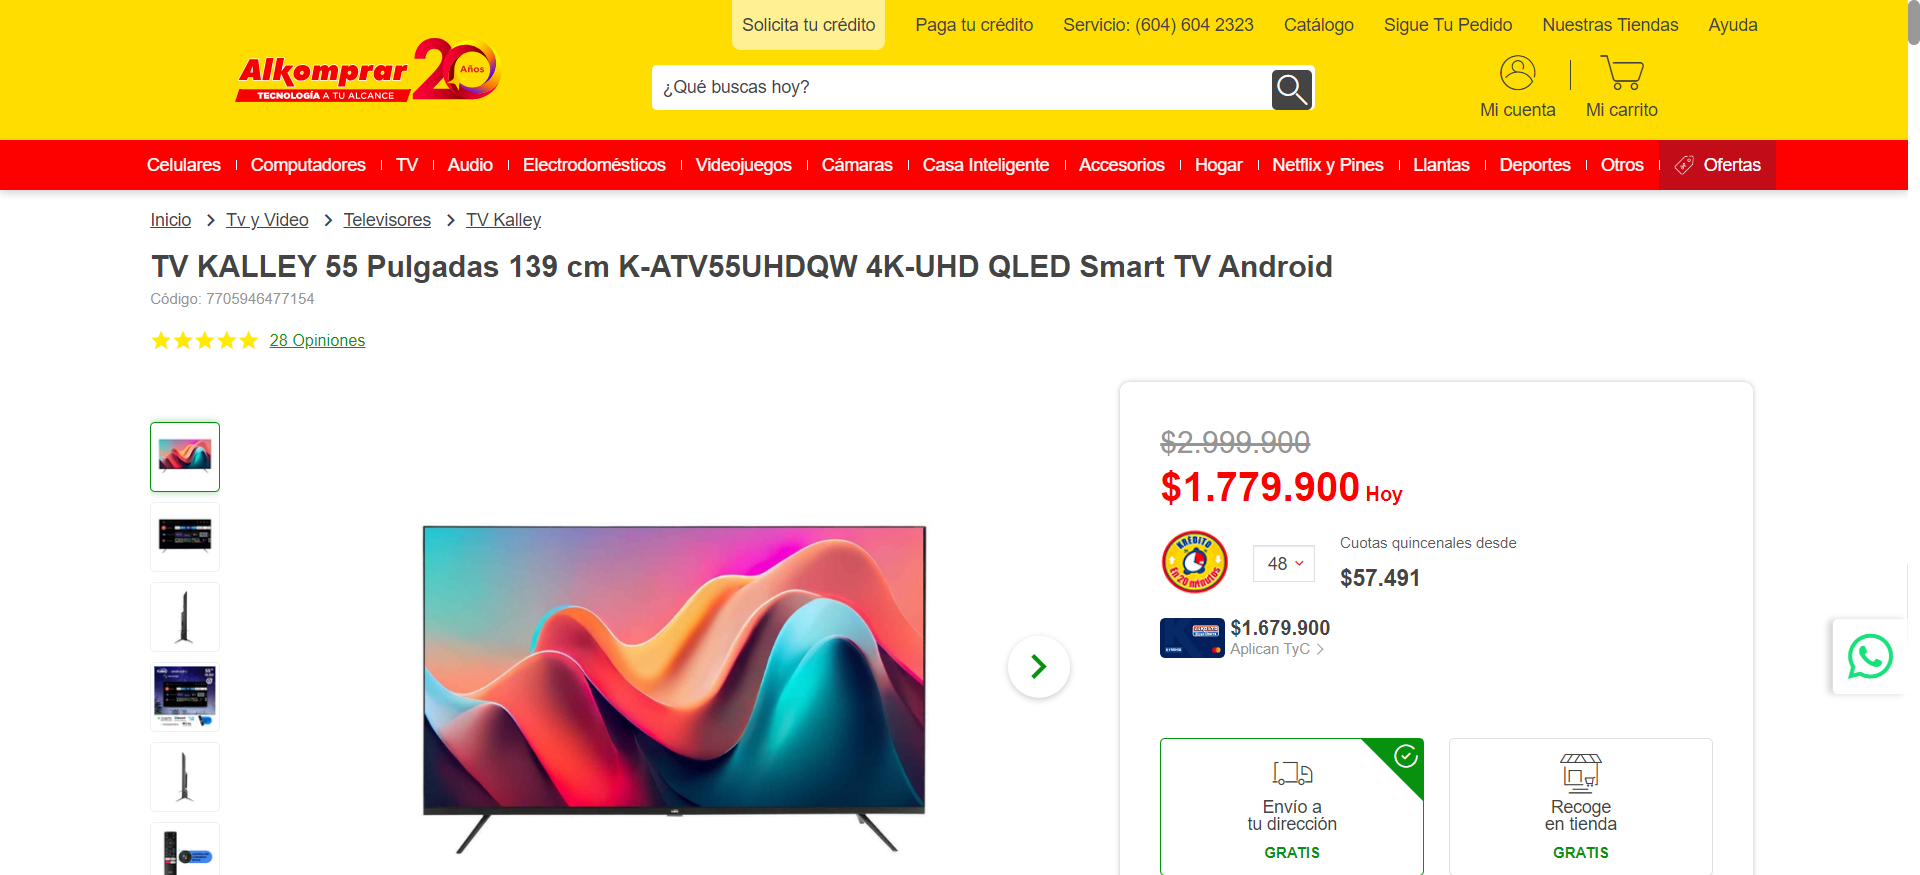 Solicita tu crédito
Paga tu crédito
Servicio: (604) 604 2323
Catálogo
Sigue Tu Pedido
Nuestras Tiendas
Ayuda
Alkomprar 20 Años
TECNOLOGÍA A TU ALCANCE
¿Qué buscas hoy?
Mi cuenta
Mi carrito
Celulares
Computadores
TV
Audio
Electrodomésticos
Videojuegos
Cámaras
Casa Inteligente
Accesorios
Hogar
Netflix y Pines
Llantas
Deportes
Otros
Ofertas
Inicio > Tv y Video > Televisores > TV Kalley
TV KALLEY 55 Pulgadas 139 cm K-ATV55UHDQW 4K-UHD QLED Smart TV Android
Código: 7705946477154
28 Opiniones
$2.999.900
$1.779.900 Hoy
KREDITO
En 20 minutos
48
Cuotas quincenales desde
$57.491
$1.679.900
Aplican TyC
Envío a
tu dirección
GRATIS
Recoge
en tienda
GRATIS